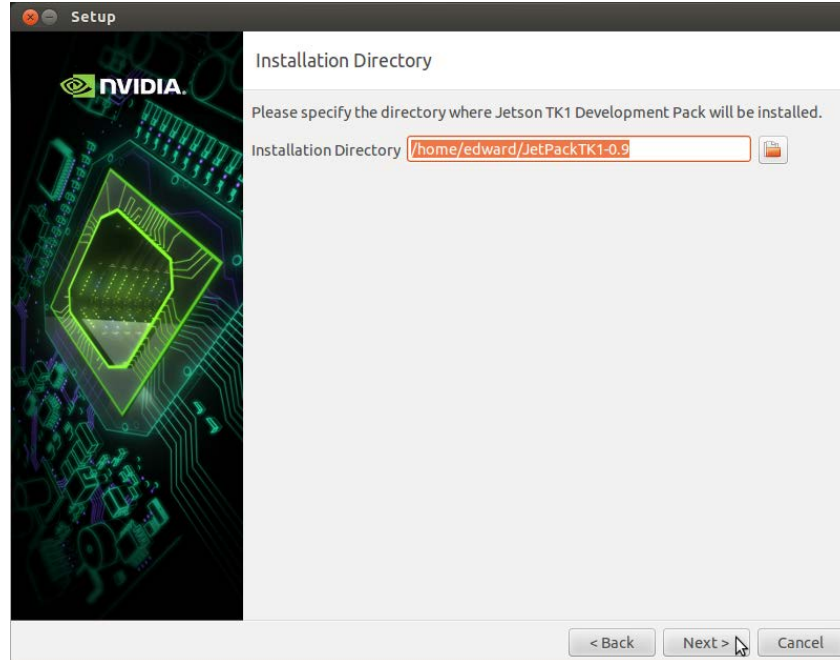 Setup
NVIDIA.
Installation Directory
Please specify the directory where Jetson TK1 Development Pack will be installed.
Installation Directory /home/edward/JetPackTK1-0.9
< Back Next > Cancel